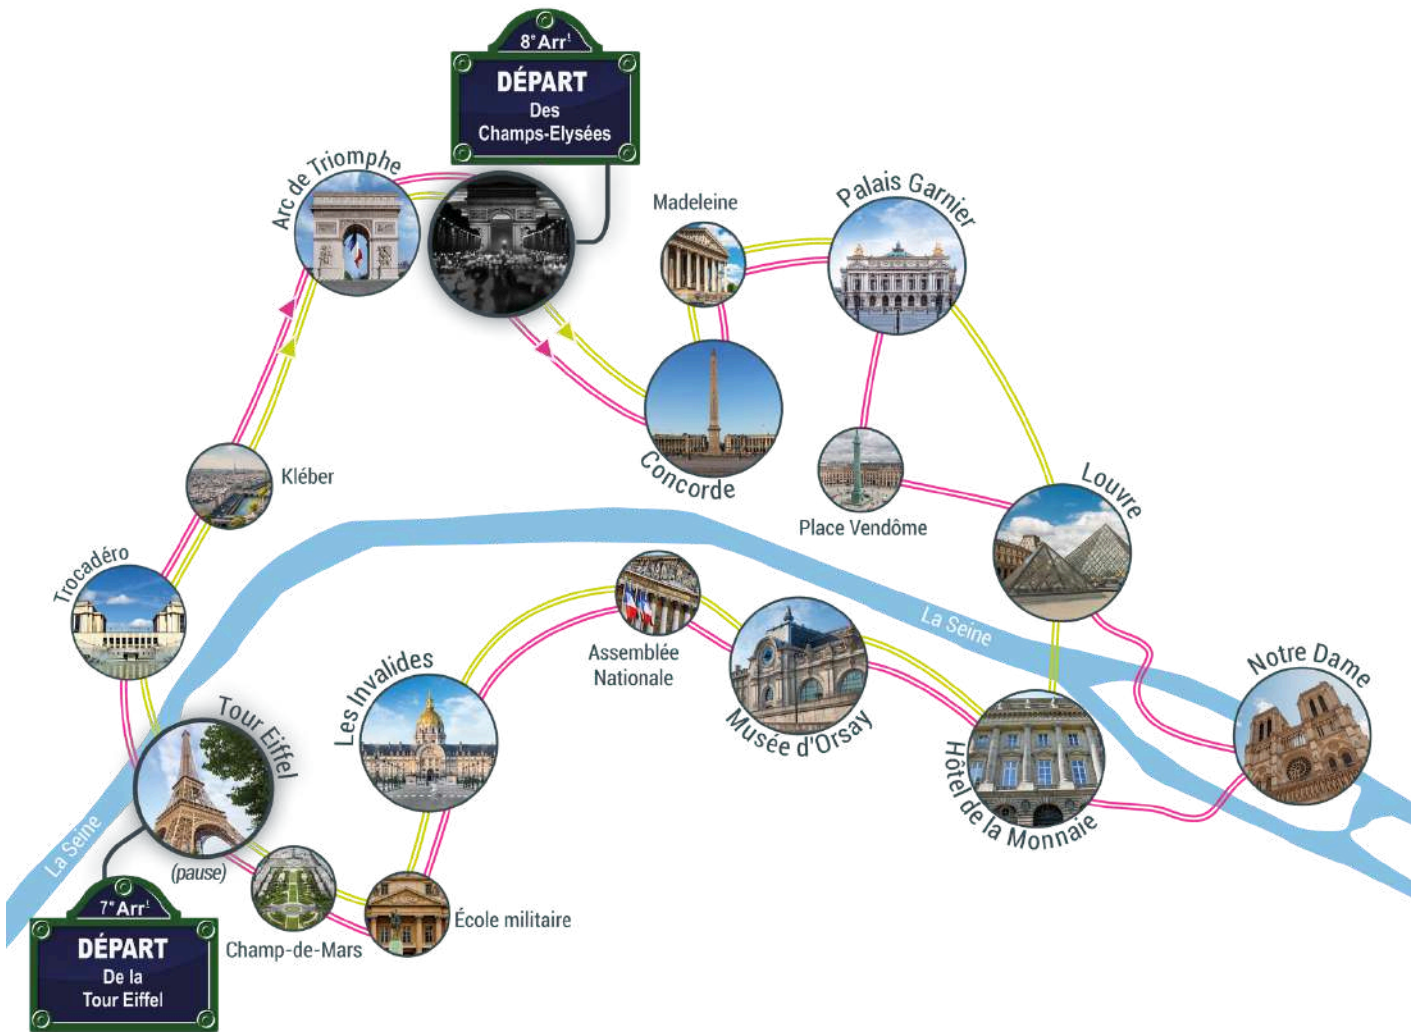 8e Arrt
DÉPART
Des
Champs-Elysées
Arc de Triomphe
Madeleine
Palais Garnier
Kléber
Concorde
Place Vendôme
Louvre
Trocadéro
La Seine
Assemblée
Nationale
Les Invalides
Musée d'Orsay
Notre Dame
Tour Eiffel
(pause)
Hôtel de la Monnaie
La Seine
7e Arrt
DÉPART
De la
Tour Eiffel
Champ-de-Mars
École militaire